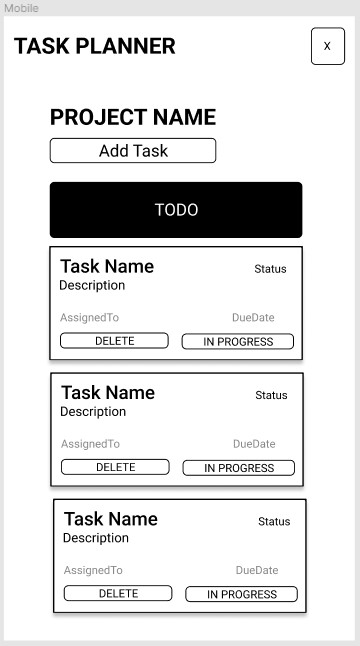 Mobile
TASK PLANNER
X
PROJECT NAME
Add Task
TODO
Task Name
Status
Description
AssignedTo
DueDate
DELETE
IN PROGRESS
Task Name
Status
Description
AssignedTo
DueDate
DELETE
IN PROGRESS
Task Name
Status
Description
AssignedTo
DueDate
DELETE
IN PROGRESS